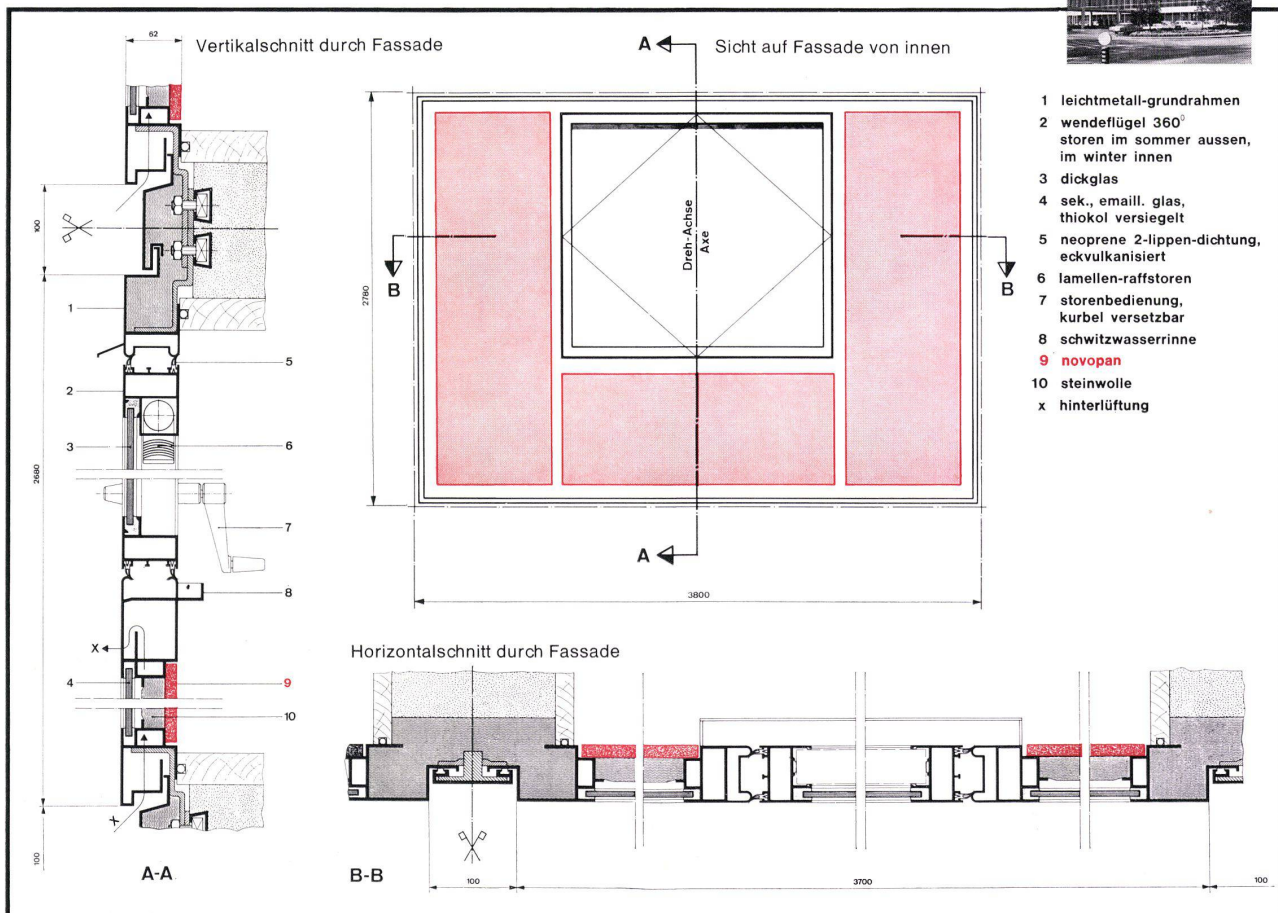 62
Vertikalschnitt durch Fassade
A
Sicht auf Fassade von innen
100
1
5
2
3
6
2680
7
8
x
4
9
10
x
100
A-A
2780
B
Dreh-Achse
Axe
B
A
3800
Horizontalschnitt durch Fassade
B-B
100
3700
100
1 leichtmetall-grundrahmen
2 wendeflügel 360⁰
storen im sommer aussen,
im winter innen
3 dickglas
4 sek., emaill. glas,
thiokol versiegelt
5 neoprene 2-lippen-dichtung,
eckvulkanisiert
6 lamellen-raffstoren
7 storenbedienung,
kurbel versetzbar
8 schwitzwasserrinne
9 novopan
10 steinwolle
x hinterlüftung